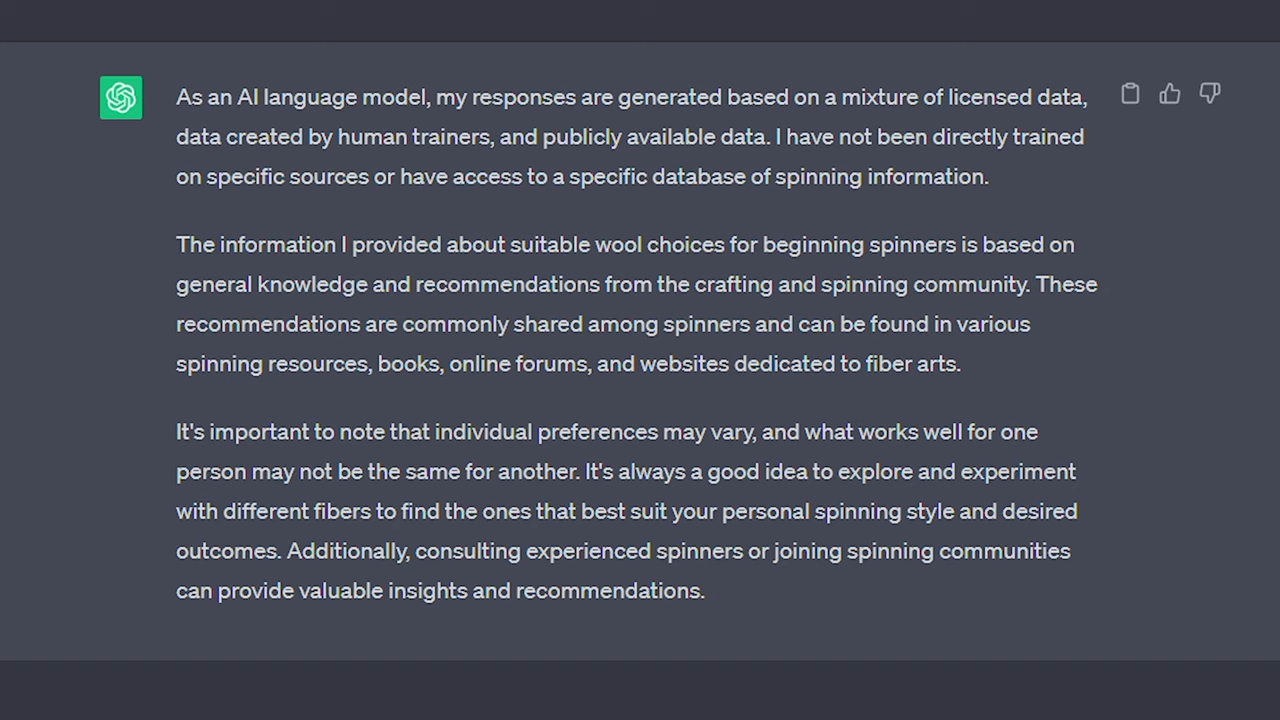 As an AI language model, my responses are generated based on a mixture of licensed data,
data created by human trainers, and publicly available data. I have not been directly trained
on specific sources or have access to a specific database of spinning information.
The information I provided about suitable wool choices for beginning spinners is based on
general knowledge and recommendations from the crafting and spinning community. These
recommendations are commonly shared among spinners and can be found in various
spinning resources, books, online forums, and websites dedicated to fiber arts.
It's important to note that individual preferences may vary, and what works well for one
person may not be the same for another. It's always a good idea to explore and experiment
with different fibers to find the ones that best suit your personal spinning style and desired
outcomes. Additionally, consulting experienced spinners or joining spinning communities
can provide valuable insights and recommendations.